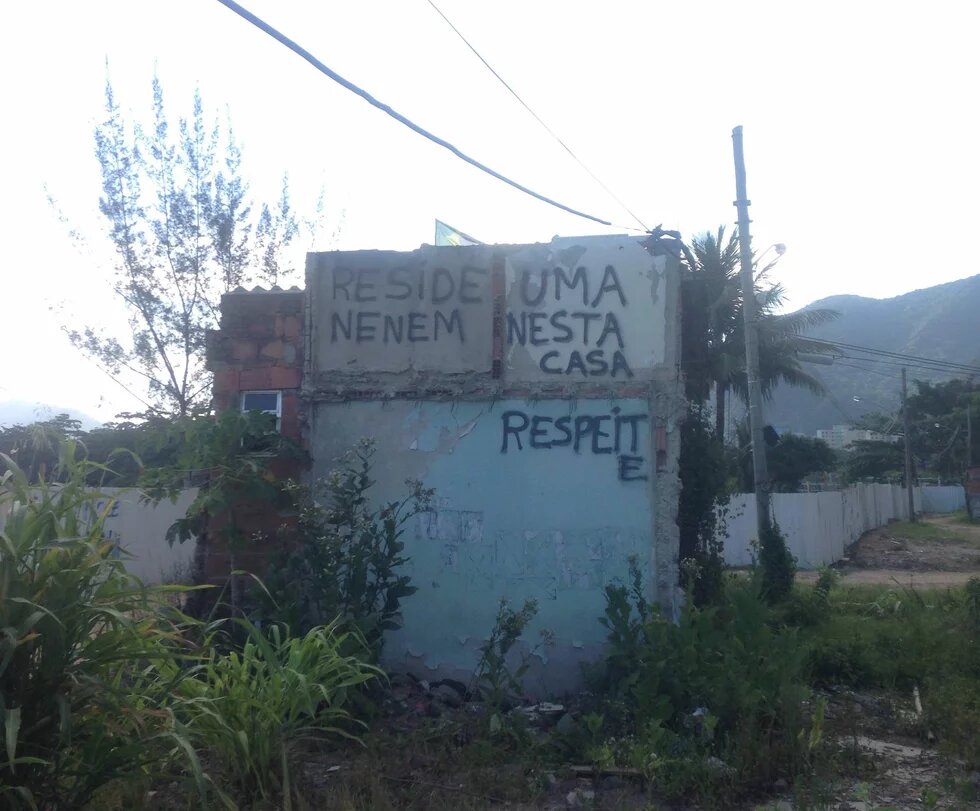 RESIDE UMA
NENEM NESTA
CASA
RESPEIT
E